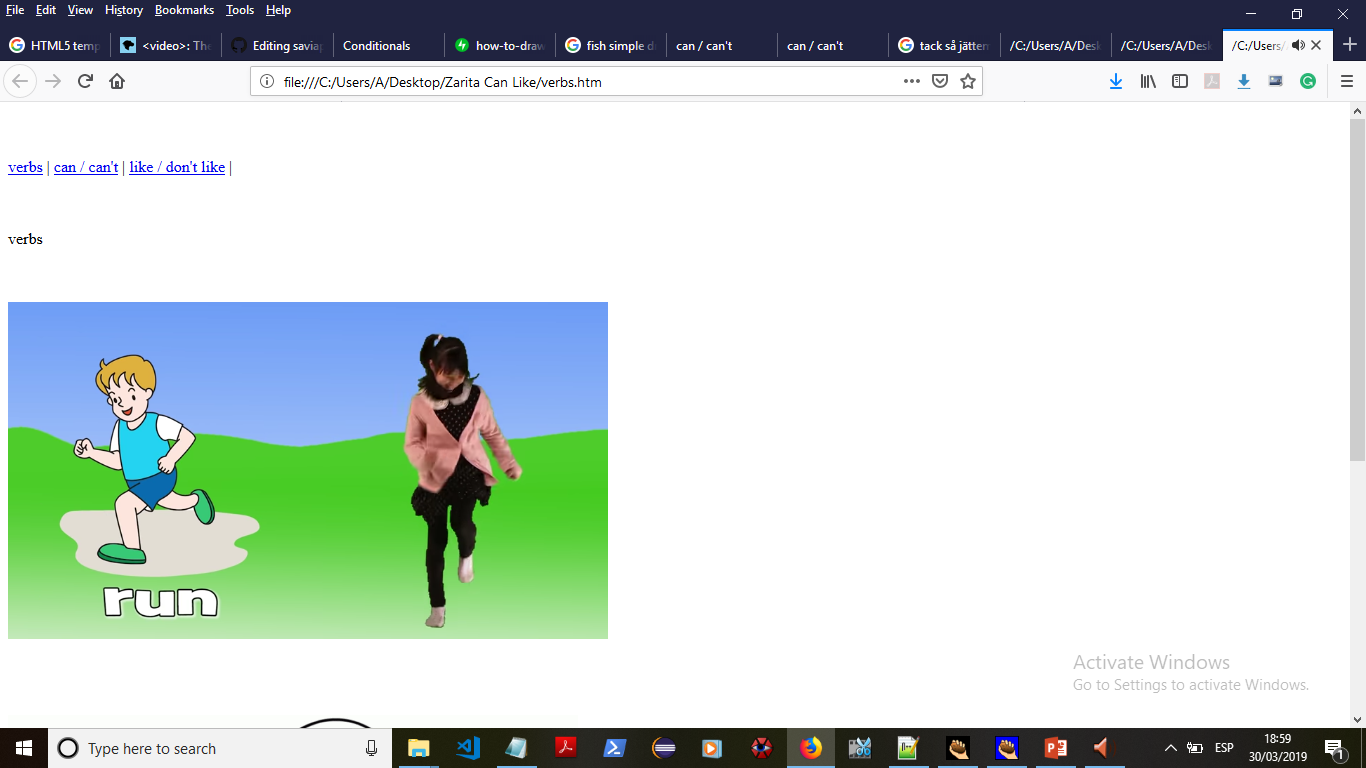 File Edit View History Bookmarks Tools Help
HTML5 temp <video>: The Editing saviap Conditionals how-to-draw fish simple d can / can't can / can't tack så jättem /C:/Users/A/Desk /C:/Users/A/Desk /C:/Users/
file:///C:/Users/A/Desktop/Zarita Can Like/verbs.htm
verbs | can / can't | like / don't like |
verbs
run
Activate Windows
Go to Settings to activate Windows.
Type here to search
ESP
18:59
30/03/2019
1